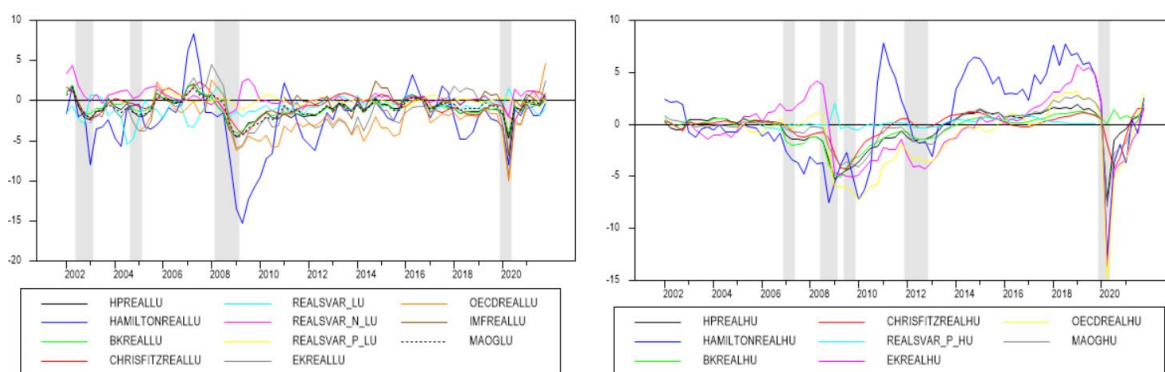 10
5
0
-5
-10
-15
-20
2002 2004 2006 2008 2010 2012 2014 2016 2018 2020
HPREALLU REALSVAR_LU OECDREALLU
HAMILTONREALLU REALSVAR_N_LU IMFREALLU
BKREALLU REALSVAR_P_LU MAOGLU
CHRISFITZREALLU EKREALLU
10
5
0
-5
-10
-15
2002 2004 2006 2008 2010 2012 2014 2016 2018 2020
HPREALHU CHRISFITZREALHU OECDREALHU
HAMILTONREALHU REALSVAR_P_HU MAOGHU
BKREALHU EKREALHU